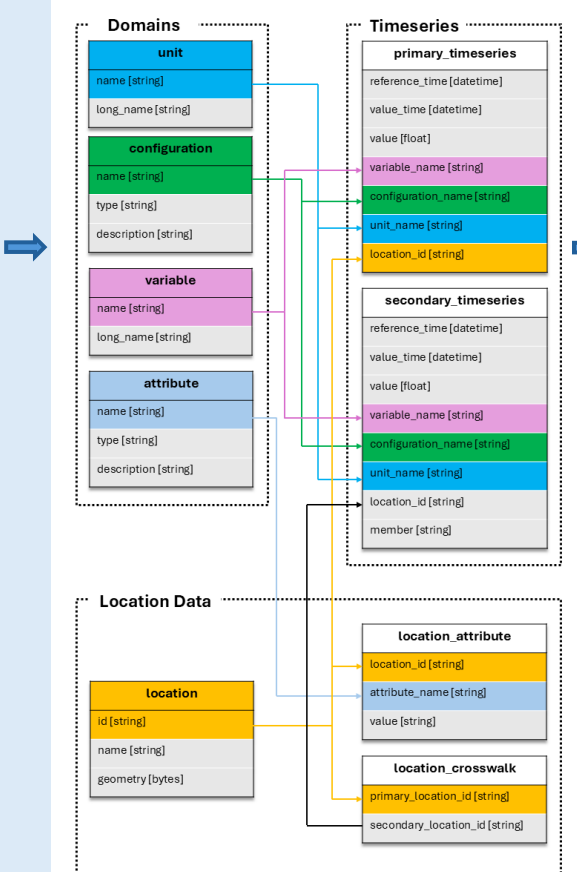 Domains
unit
name [string]
long_name [string]
configuration
name [string]
type [string]
description [string]
variable
name [string]
long_name [string]
attribute
name [string]
type [string]
description [string]
Timeseries
primary_timeseries
reference_time [datetime]
value_time [datetime]
value [float]
variable_name [string]
configuration_name [string]
unit_name [string]
location_id [string]
secondary_timeseries
reference_time [datetime]
value_time [datetime]
value [float]
variable_name [string]
configuration_name [string]
unit_name [string]
location_id [string]
member [string]
Location Data
location
id [string]
name [string]
geometry [bytes]
location_attribute
location_id [string]
attribute_name [string]
value [string]
location_crosswalk
primary_location_id [string]
secondary_location_id [string]